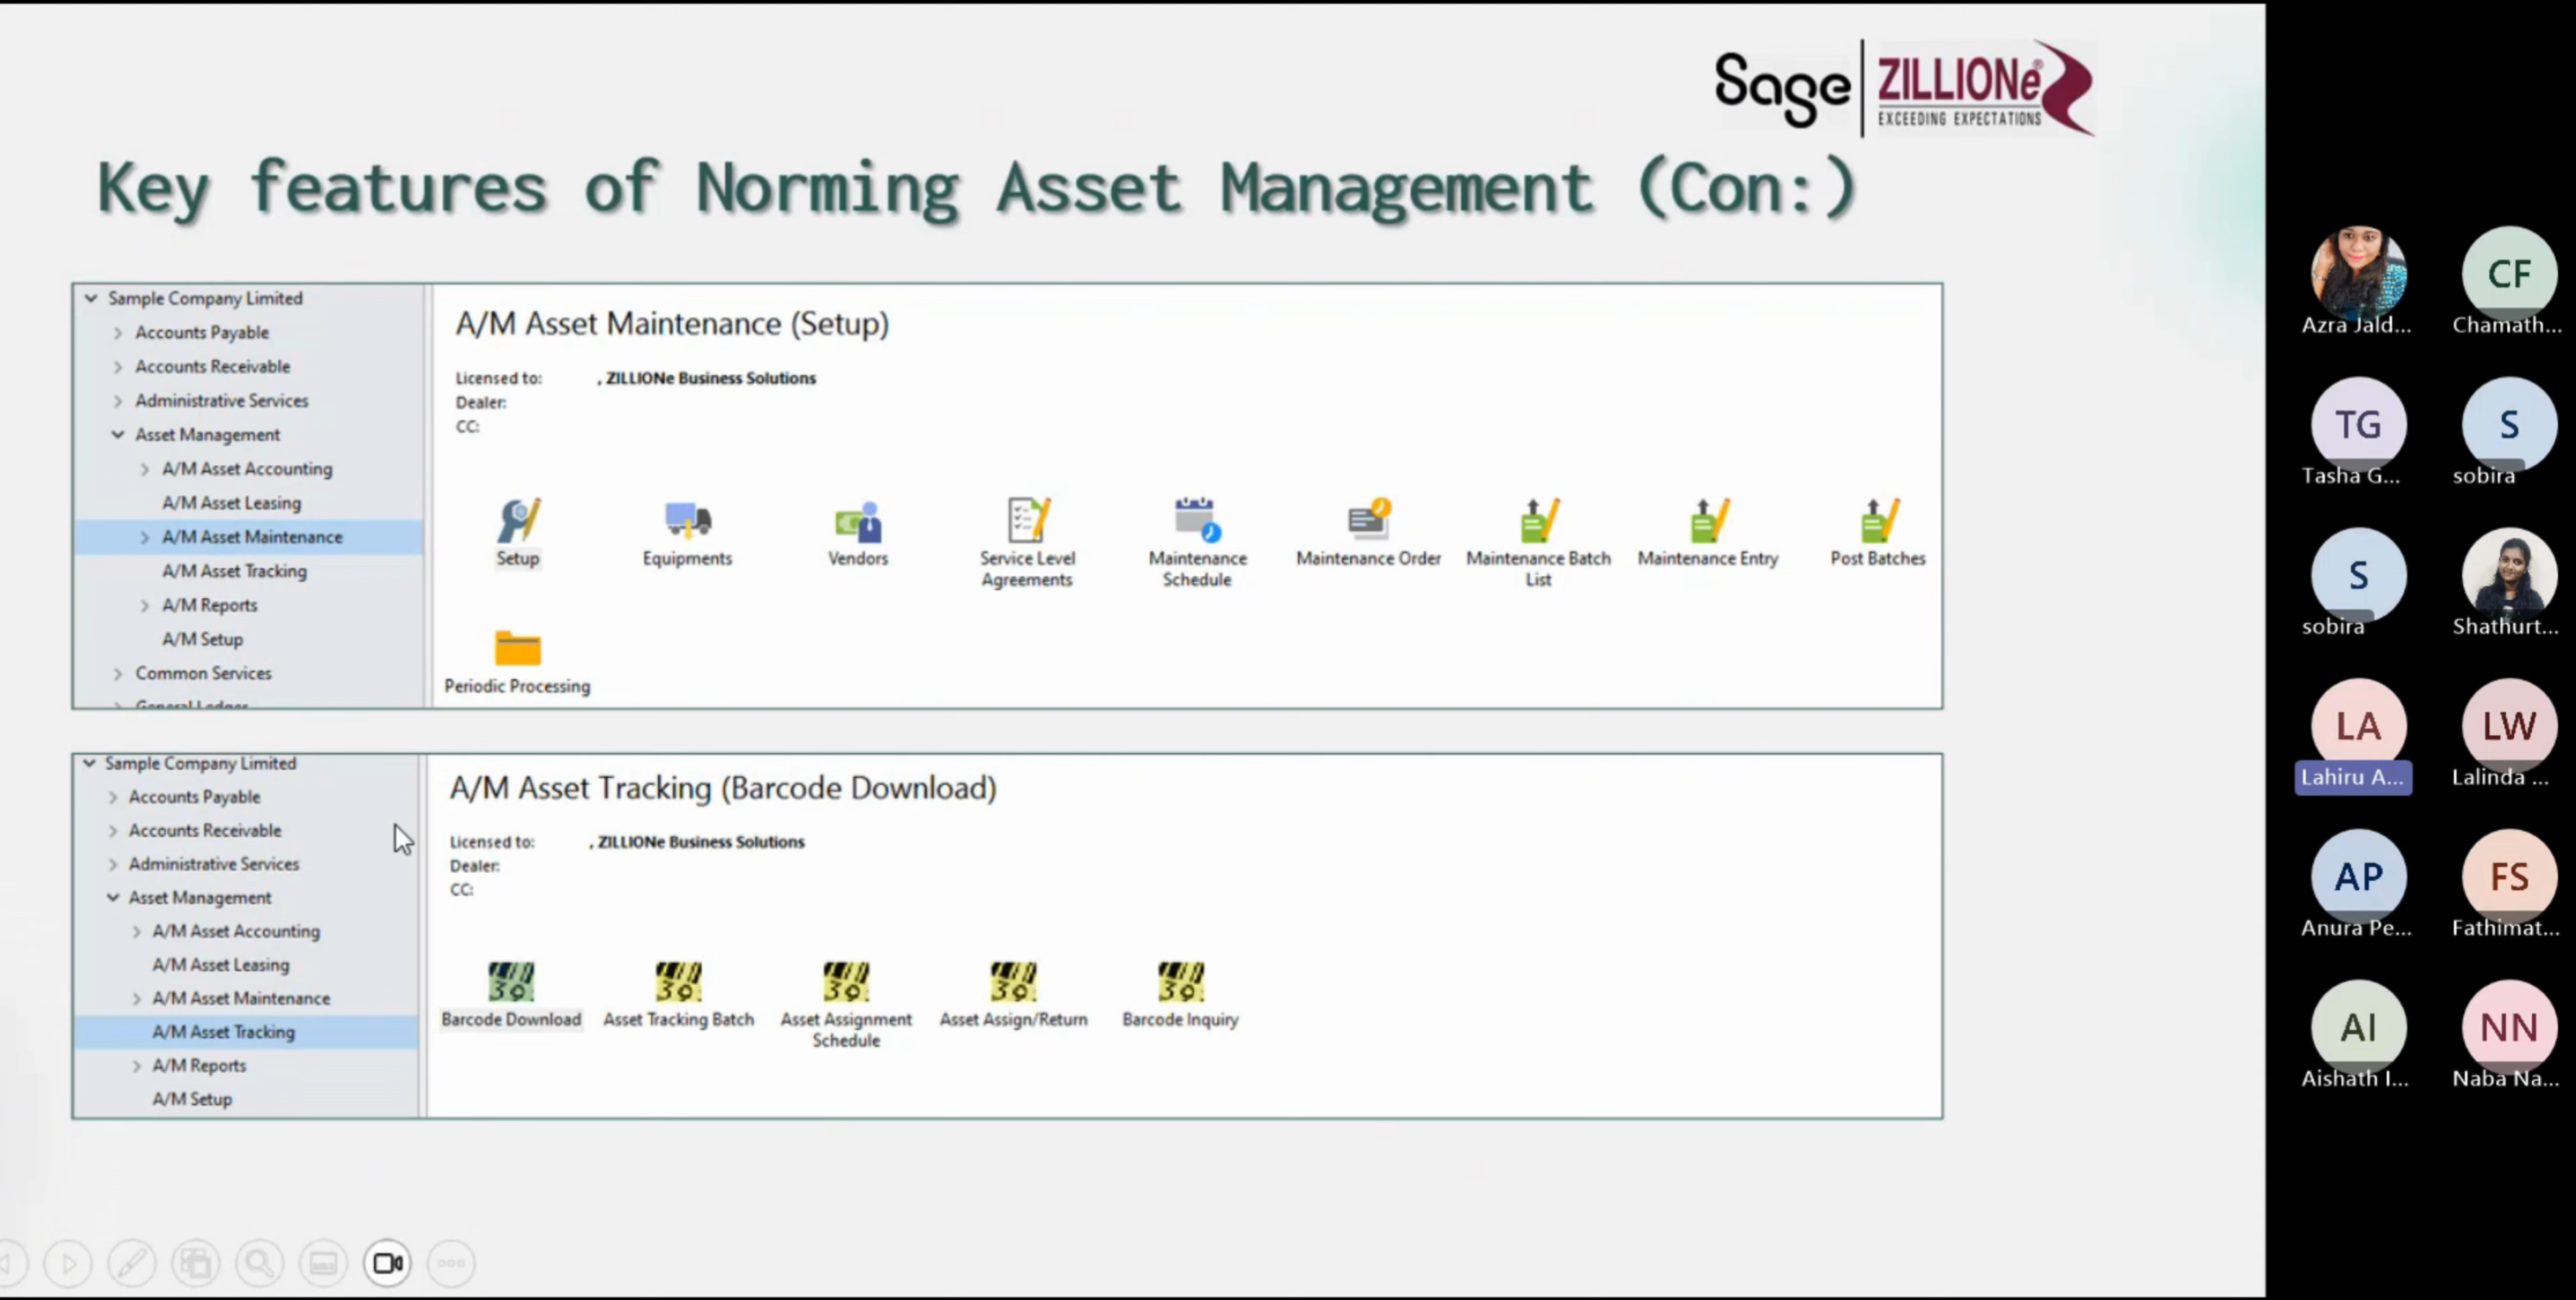 Sage
ZILLIONe®
EXCEEDING EXPECTATIONS
Key features of Norming Asset Management (Con:)
Sample Company Limited
Accounts Payable
Accounts Receivable
Administrative Services
Asset Management
A/M Asset Accounting
A/M Asset Leasing
A/M Asset Maintenance
A/M Asset Tracking
A/M Reports
A/M Setup
Common Services
General Ledger
A/M Asset Maintenance (Setup)
Licensed to: , ZILLIONe Business Solutions
Dealer:
CC:
Setup
Equipments
Vendors
Service Level
Agreements
Maintenance
Schedule
Maintenance Order
Maintenance Batch
List
Maintenance Entry
Post Batches
Periodic Processing
Sample Company Limited
Accounts Payable
Accounts Receivable
Administrative Services
Asset Management
A/M Asset Accounting
A/M Asset Leasing
A/M Asset Maintenance
A/M Asset Tracking
A/M Reports
A/M Setup
A/M Asset Tracking (Barcode Download)
Licensed to: , ZILLIONe Business Solutions
Dealer:
CC:
Barcode Download
Asset Tracking Batch
Asset Assignment
Schedule
Asset Assign/Return
Barcode Inquiry
Azra Jald...
CF
Chamath...
TG
Tasha G...
S
sobira
S
sobira
Shathurt...
LA
Lahiru A...
LW
Lalinda ...
AP
Anura Pe...
FS
Fathimat...
AI
Aishath I...
NN
Naba Na...